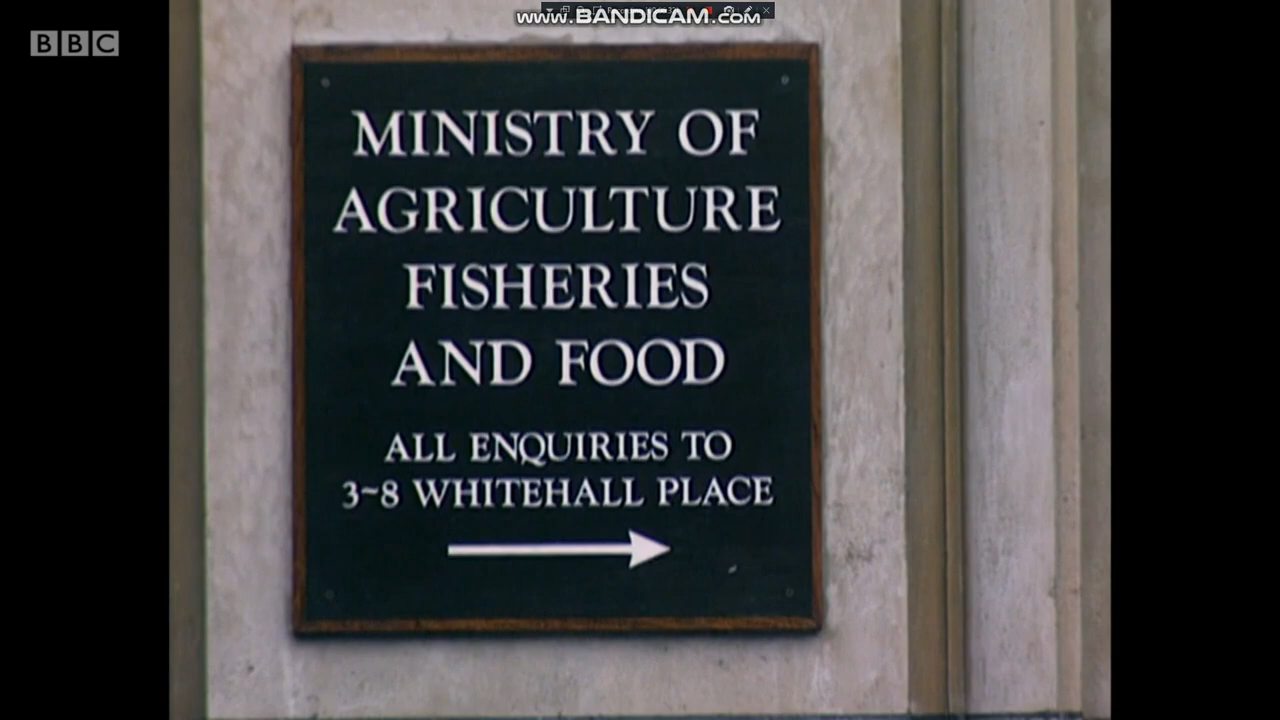 www.BANDICAM.com
BBC
MINISTRY OF
AGRICULTURE
FISHERIES
AND FOOD
ALL ENQUIRIES TO
3~8 WHITEHALL PLACE